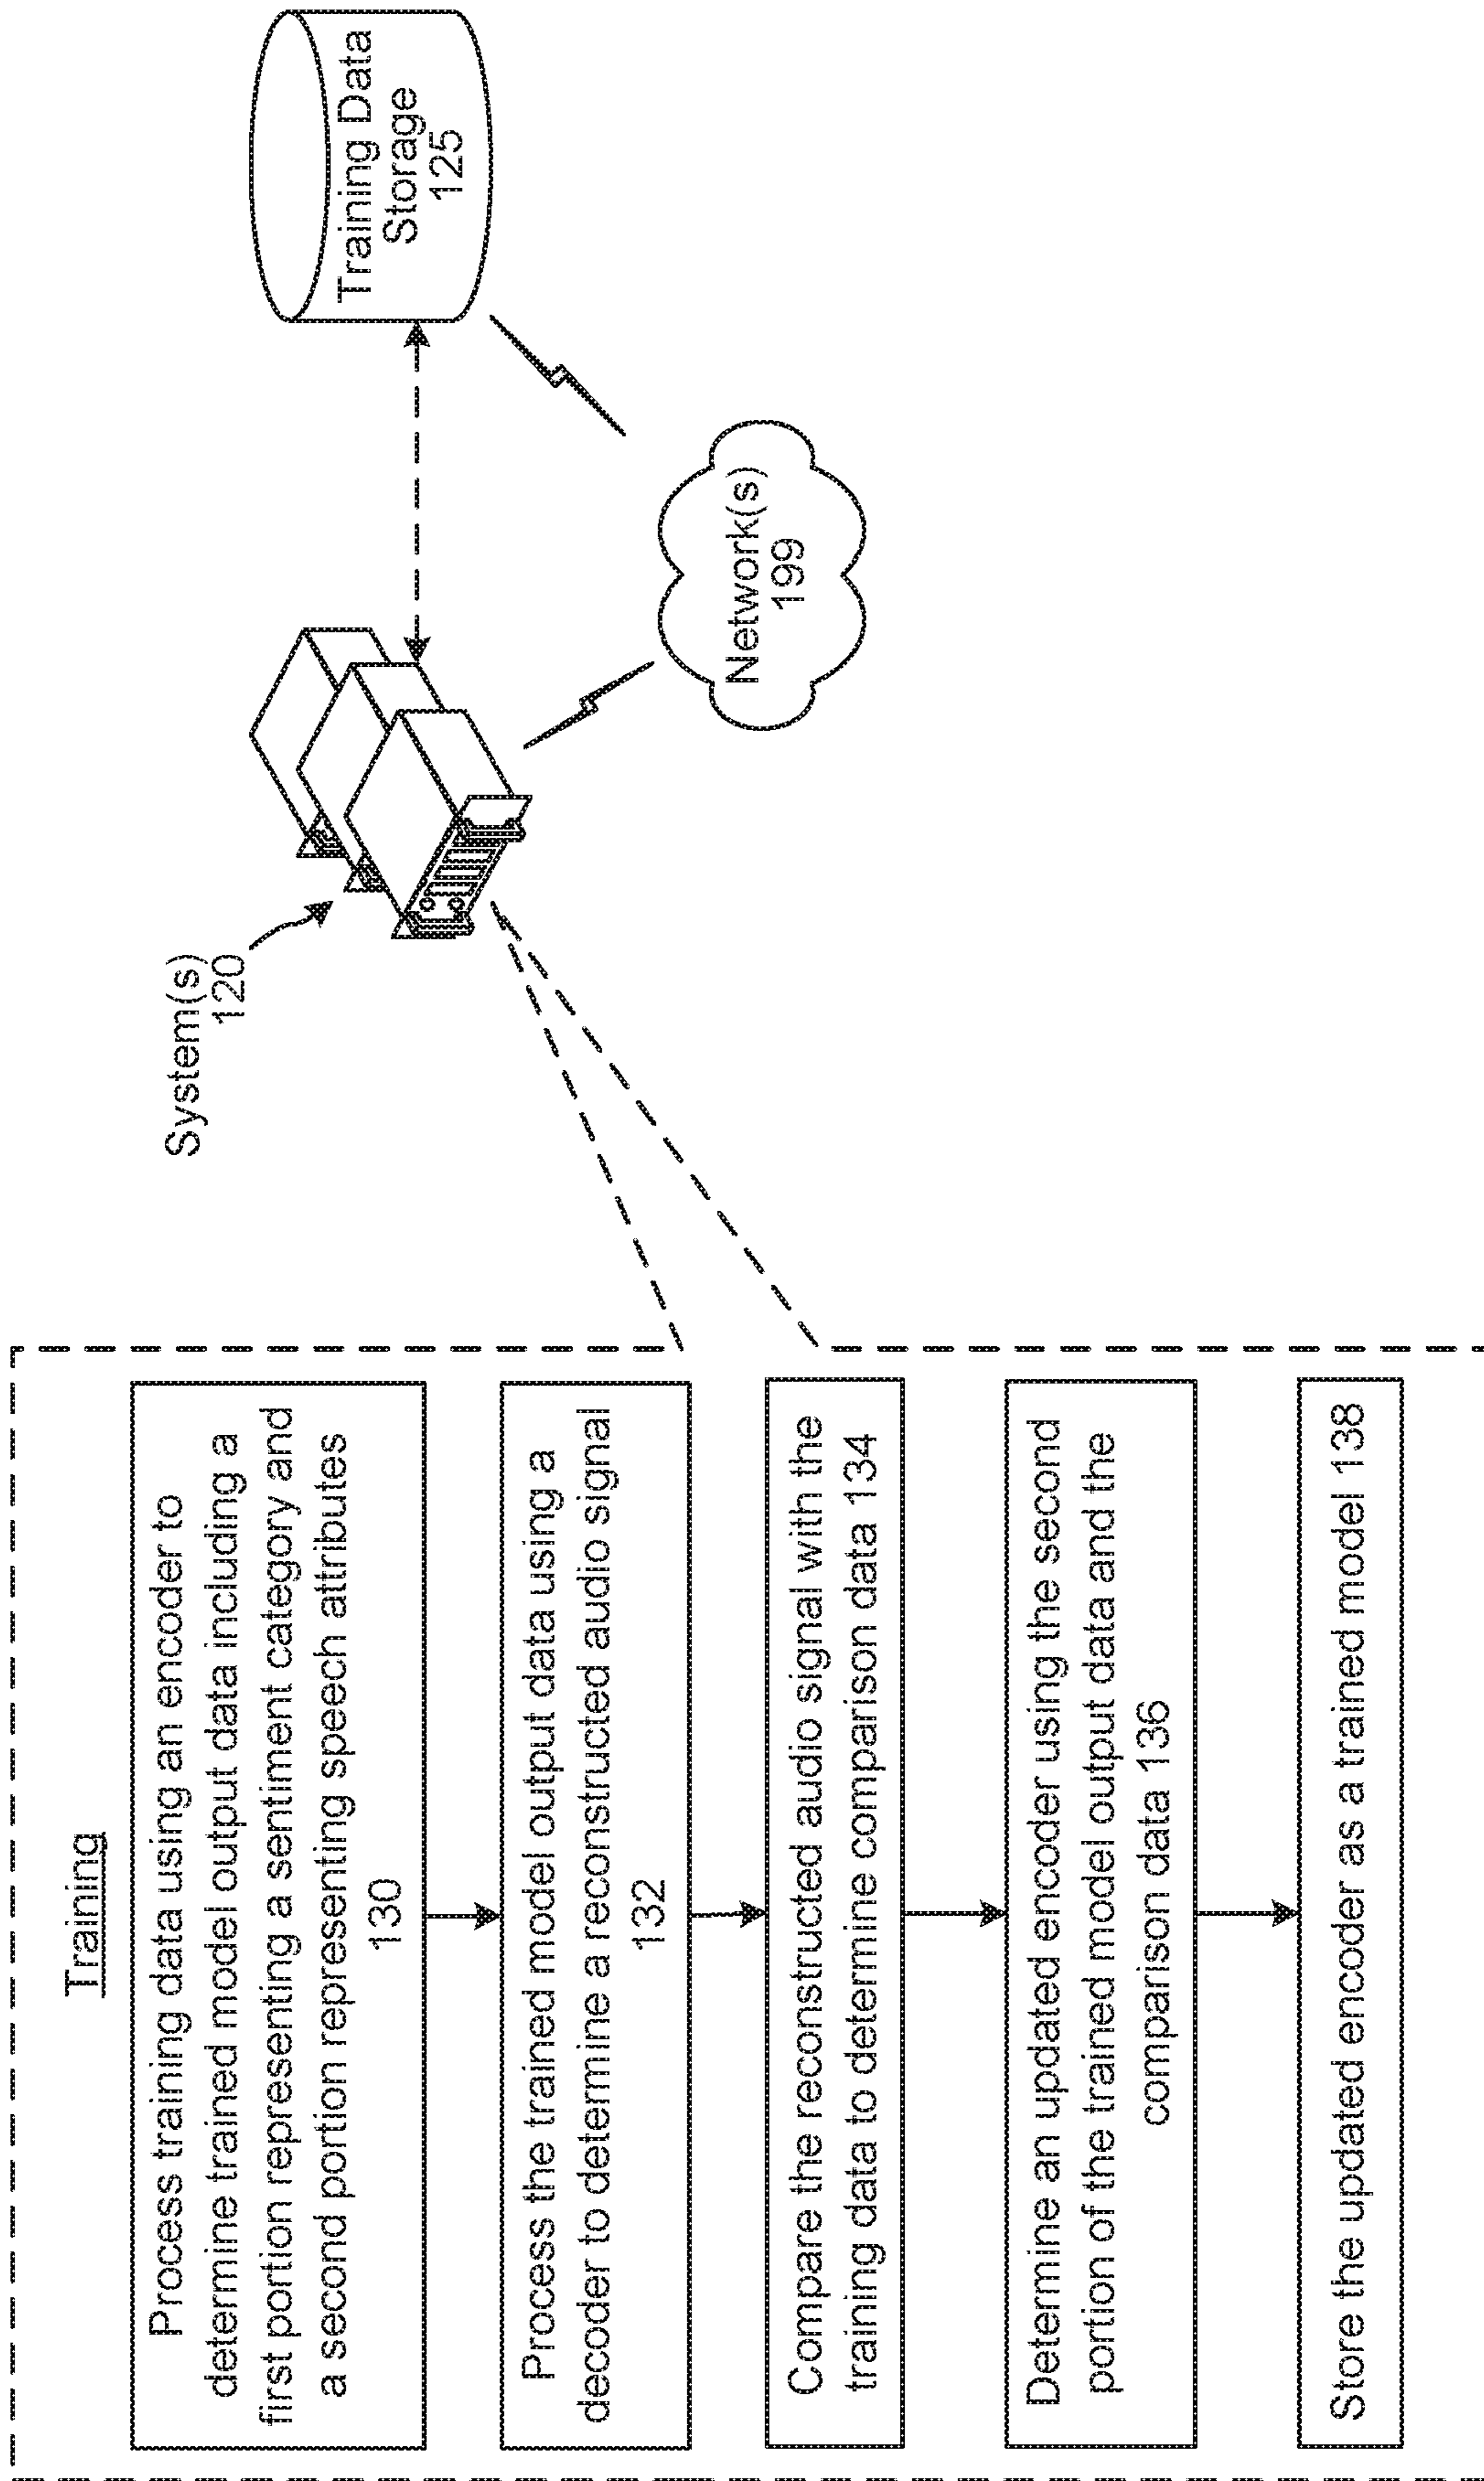 Training
Process training data using an encoder to
determine trained model output data including a
first portion representing a sentiment category and
a second portion representing speech attributes
130
Process the trained model output data using a
decoder to determine a reconstructed audio signal
132
Compare the reconstructed audio signal with the
training data to determine comparison data 134
Determine an updated encoder using the second
portion of the trained model output data and the
comparison data 136
Store the updated encoder as a trained model 138
System(s)
120
Training Data
Storage
125
Network(s)
199